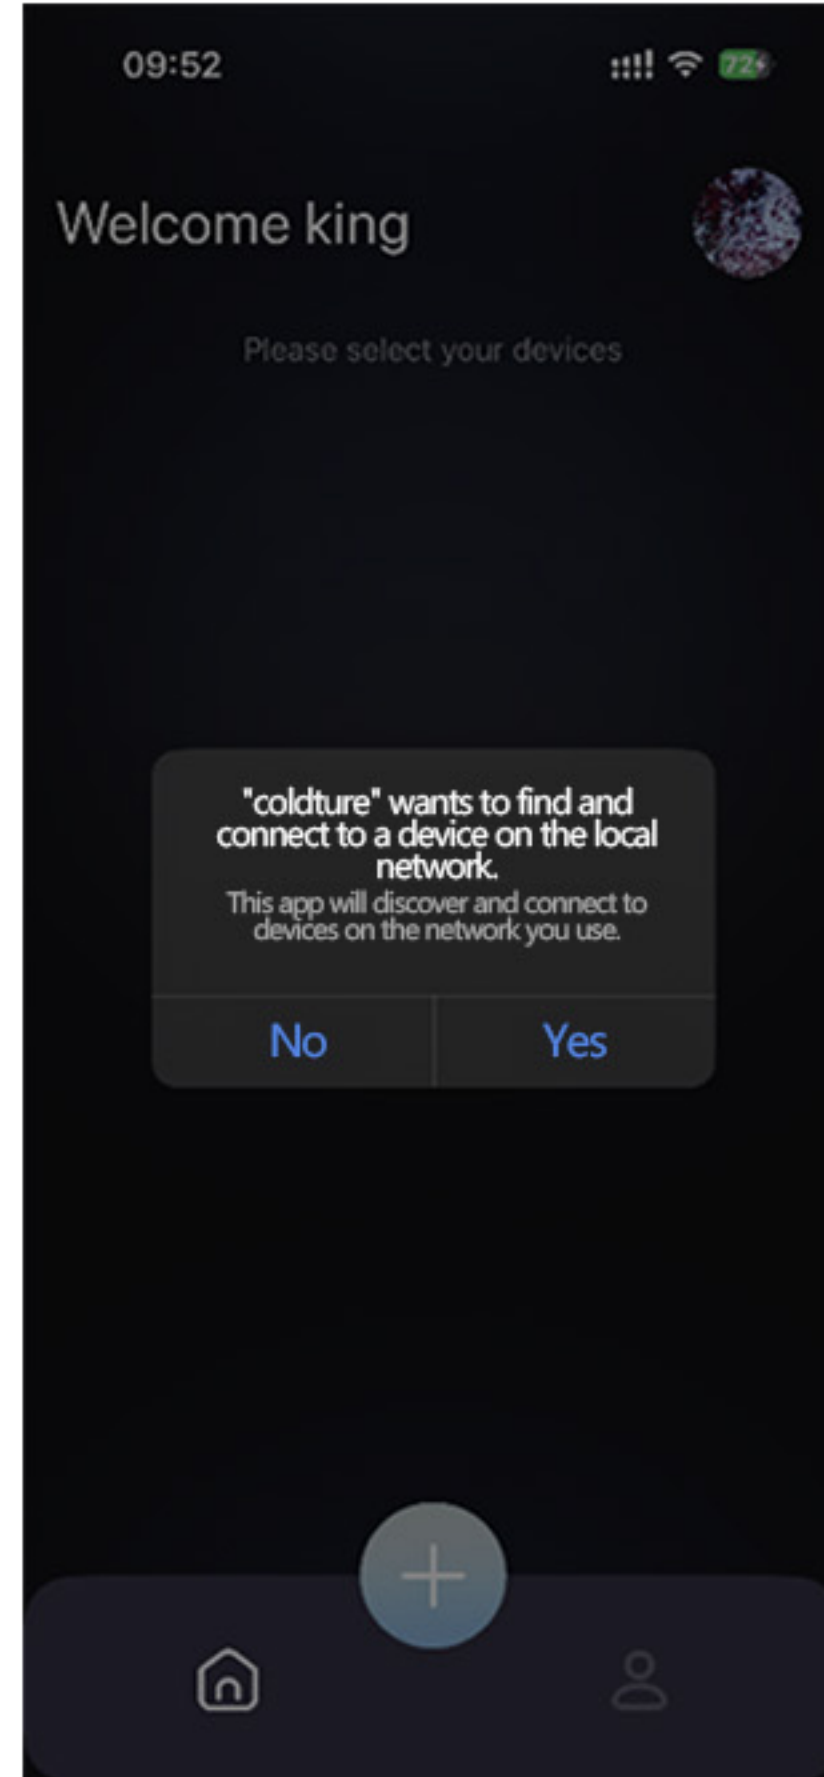 09:52
72
Welcome king
Please select your devices
"coldture" wants to find and
connect to a device on the local
network.
This app will discover and connect to
devices on the network you use.
No
Yes